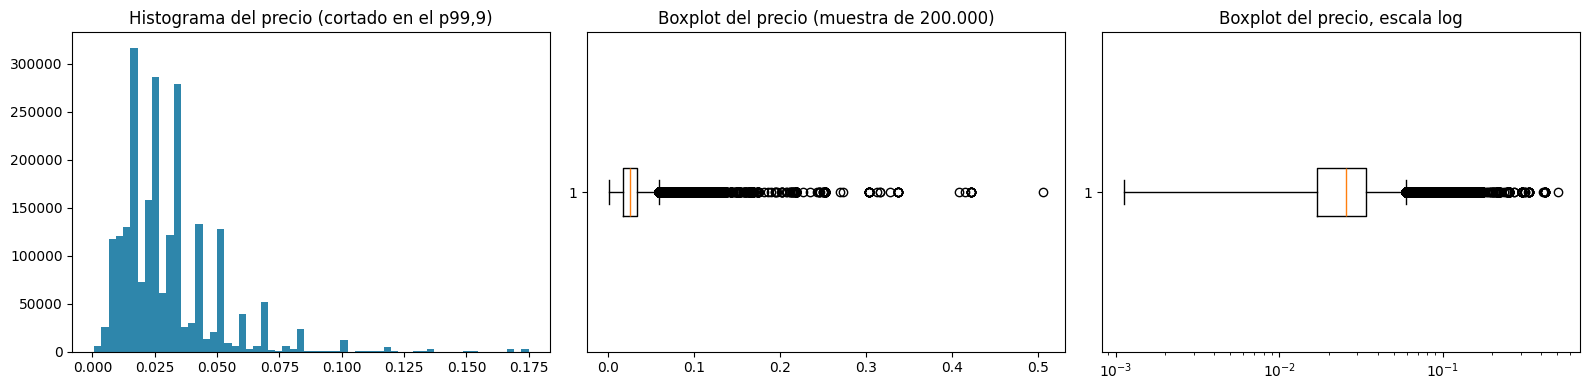 Histograma del precio (cortado en el p99,9)
300000
250000
200000
150000
100000
50000
0
0.000 0.025 0.050 0.075 0.100 0.125 0.150 0.175
Boxplot del precio (muestra de 200.000)
1
0.0 0.1 0.2 0.3 0.4 0.5
Boxplot del precio, escala log
1
10⁻³ 10⁻² 10⁻¹